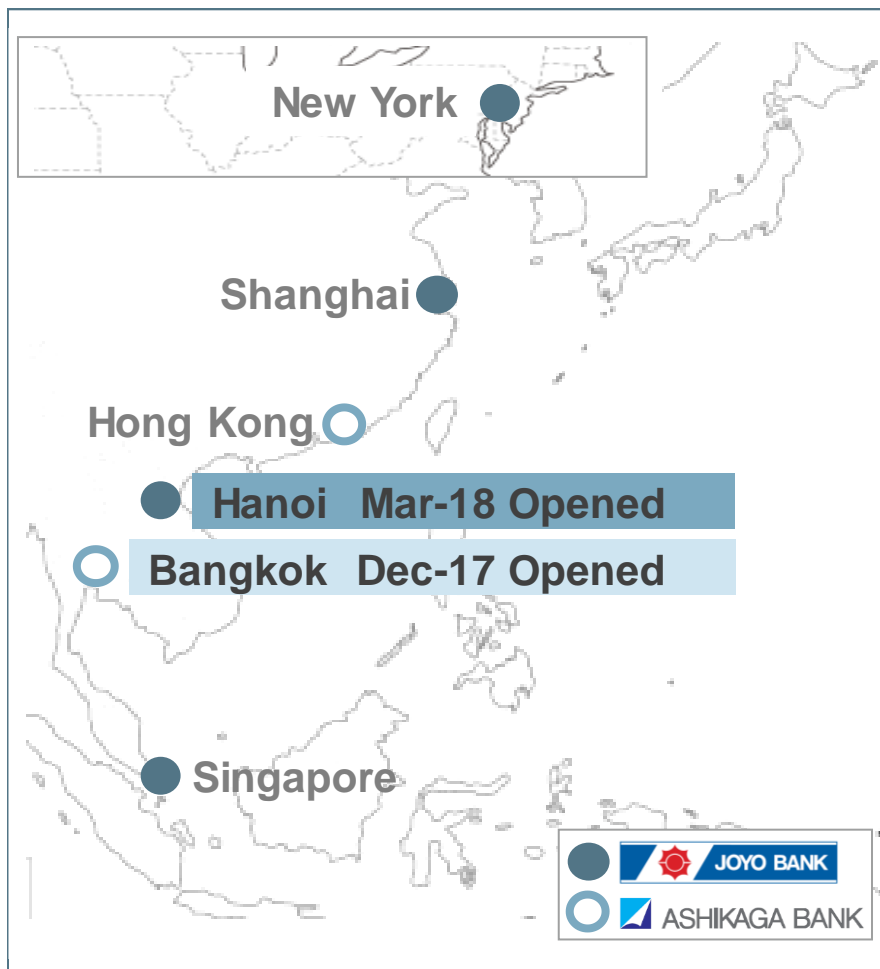 New York
Shanghai
Hong Kong
Hanoi Mar-18 Opened
Bangkok Dec-17 Opened
Singapore
JOYO BANK
ASHIKAGA BANK